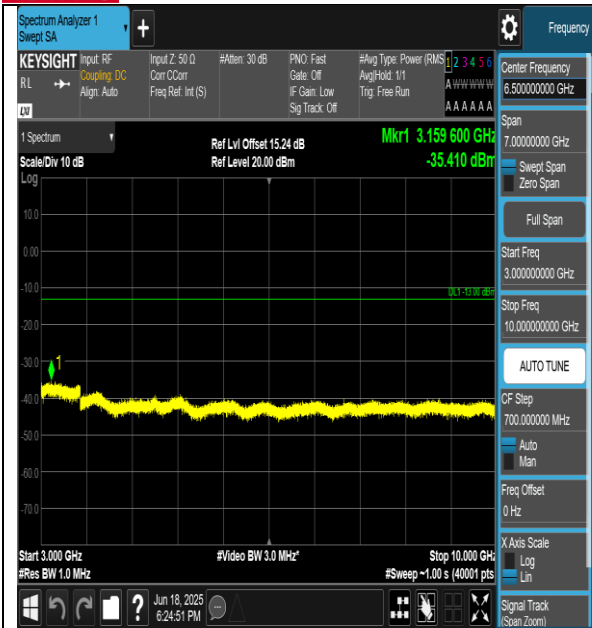 Spectrum Analyzer 1
Swept SA
+
Frequency
KEYSIGHT
RL
LXI
Input: RF
Coupling: DC
Align: Auto
Input Z: 50 Ω
Corr CCorr
Freq Ref: Int (S)
#Atten: 30 dB
PNO: Fast
Gate: Off
IF Gain: Low
Sig Track: Off
#Avg Type: Power (RMS
Avg|Hold: 1/1
Trig: Free Run
1 2 3 4 5 6
A W W W W W
A A A A A A
1 Spectrum
Scale/Div 10 dB
Log
Ref Lvl Offset 15.24 dB
Ref Level 20.00 dBm
Mkr1 3.159 600 GHz
-35.410 dBm
10.0
0.00
-10.0
-20.0
-30.0
-40.0
-50.0
-60.0
-70.0
DL1 -13.00 dBm
1
Start 3.000 GHz
#Res BW 1.0 MHz
#Video BW 3.0 MHz*
Stop 10.000 GHz
#Sweep ~1.00 s (40001 pts
Jun 18, 2025
6:24:51 PM
?
Center Frequency
6.500000000 GHz
Span
7.00000000 GHz
Swept Span
Zero Span
Full Span
Start Freq
3.000000000 GHz
Stop Freq
10.000000000 GHz
AUTO TUNE
CF Step
700.000000 MHz
Auto
Man
Freq Offset
0 Hz
X Axis Scale
Log
Lin
Signal Track
(Span Zoom)